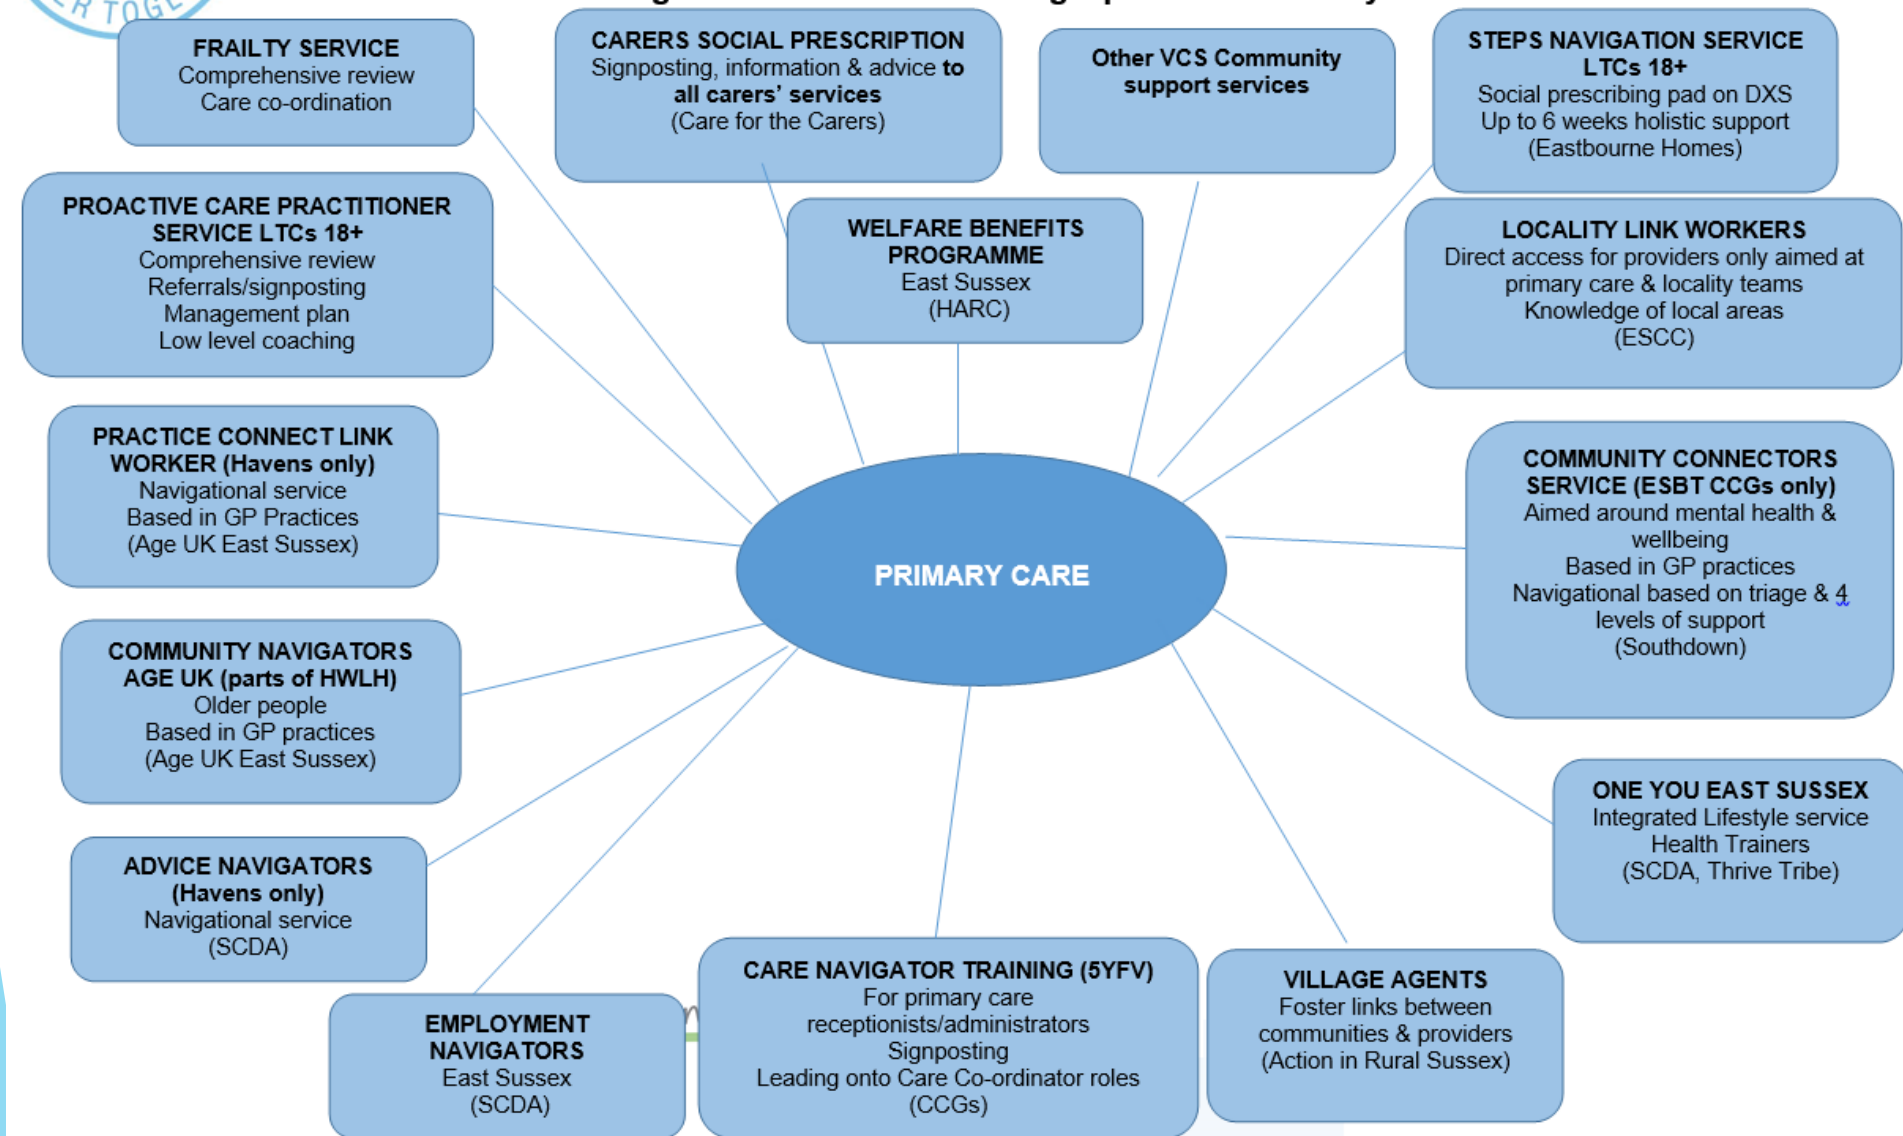 ER TOGE
FRAILTY SERVICE
Comprehensive review
Care co-ordination
CARERS SOCIAL PRESCRIPTION
Signposting, information & advice to
all carers’ services
(Care for the Carers)
Other VCS Community
support services
STEPS NAVIGATION SERVICE
LTCs 18+
Social prescribing pad on DXS
Up to 6 weeks holistic support
(Eastbourne Homes)
PROACTIVE CARE PRACTITIONER
SERVICE LTCs 18+
Comprehensive review
Referrals/signposting
Management plan
Low level coaching
WELFARE BENEFITS
PROGRAMME
East Sussex
(HARC)
LOCALITY LINK WORKERS
Direct access for providers only aimed at
primary care & locality teams
Knowledge of local areas
(ESCC)
PRACTICE CONNECT LINK
WORKER (Havens only)
Navigational service
Based in GP Practices
(Age UK East Sussex)
COMMUNITY CONNECTORS
SERVICE (ESBT CCGs only)
Aimed around mental health &
wellbeing
Based in GP practices
Navigational based on triage & 4
levels of support
(Southdown)
PRIMARY CARE
COMMUNITY NAVIGATORS
AGE UK (parts of HWLH)
Older people
Based in GP practices
(Age UK East Sussex)
ONE YOU EAST SUSSEX
Integrated Lifestyle service
Health Trainers
(SCDA, Thrive Tribe)
ADVICE NAVIGATORS
(Havens only)
Navigational service
(SCDA)
EMPLOYMENT
NAVIGATORS
East Sussex
(SCDA)
CARE NAVIGATOR TRAINING (5YFV)
For primary care
receptionists/administrators
Signposting
Leading onto Care Co-ordinator roles
(CCGs)
VILLAGE AGENTS
Foster links between
communities & providers
(Action in Rural Sussex)